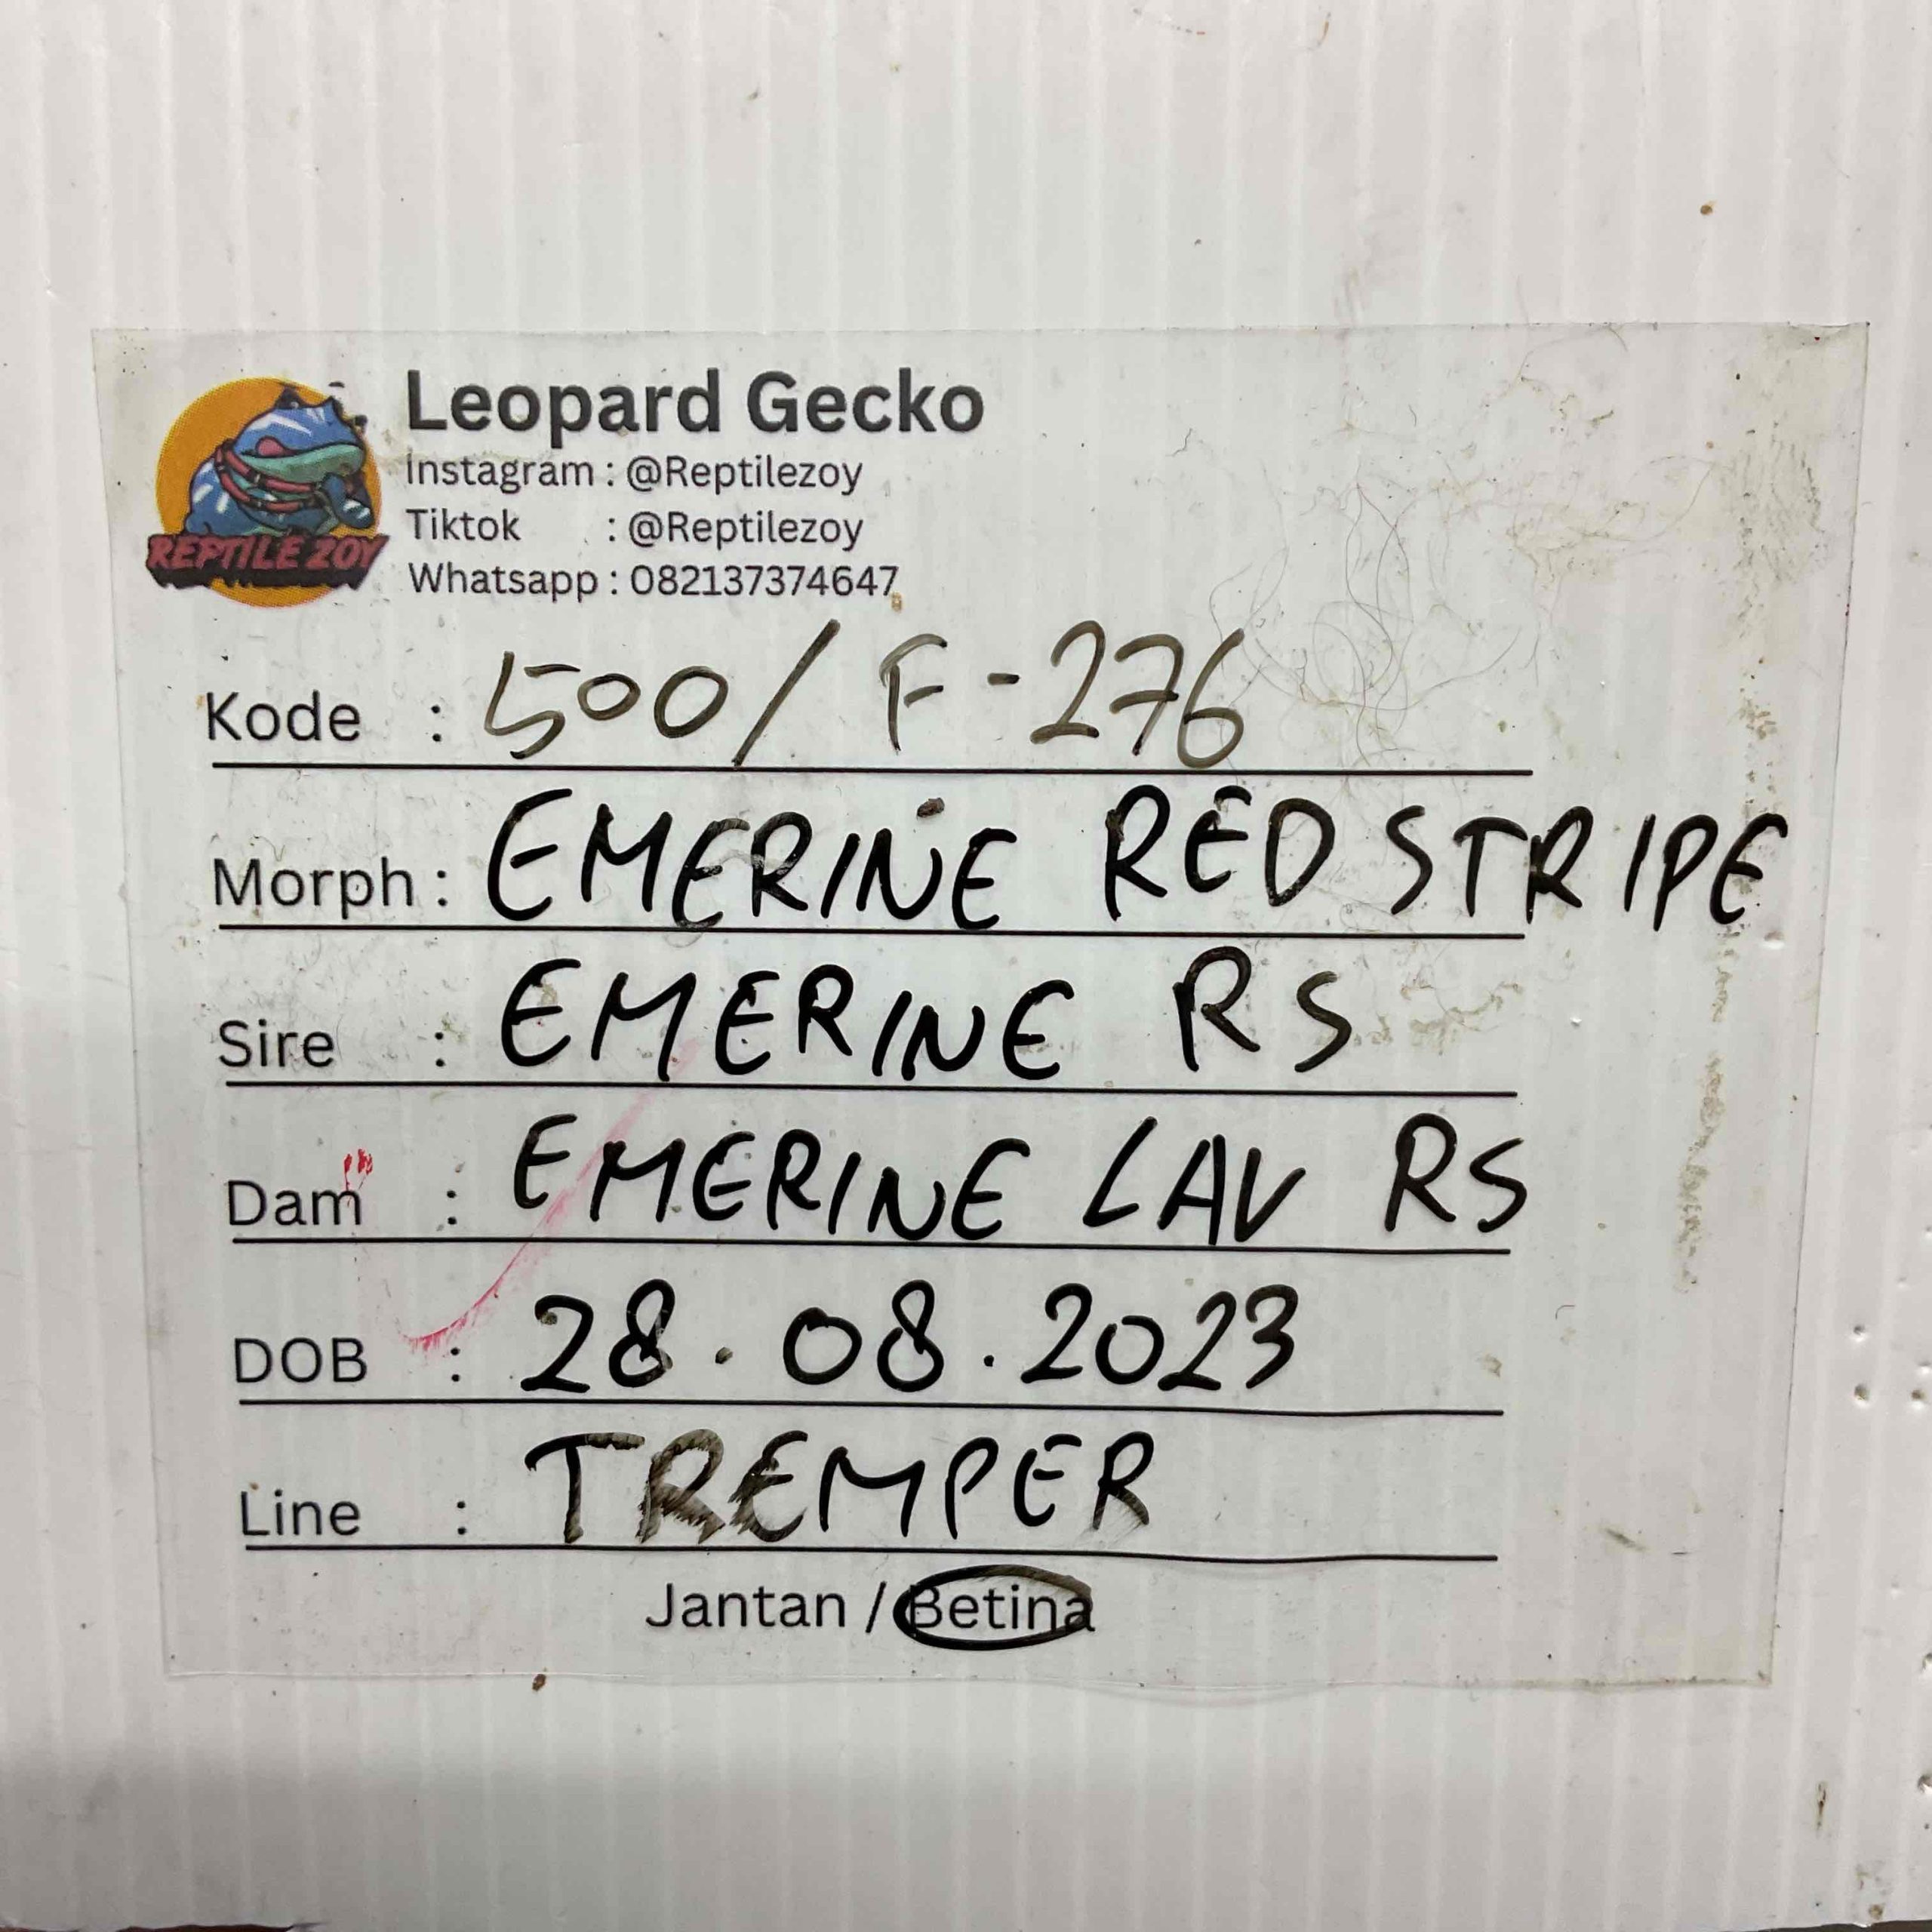 Leopard Gecko
Instagram : @Reptilezoy
Tiktok : @Reptilezoy
Whatsapp : 082137374647
REPTILE ZOY
Kode : 500/ F-276
Morph : EMERINE RED STRIPE
Sire : EMERINE RS
Dam : EMERINE LAV RS
DOB : 28.08.2023
Line : TREMPER
Jantan / Betina